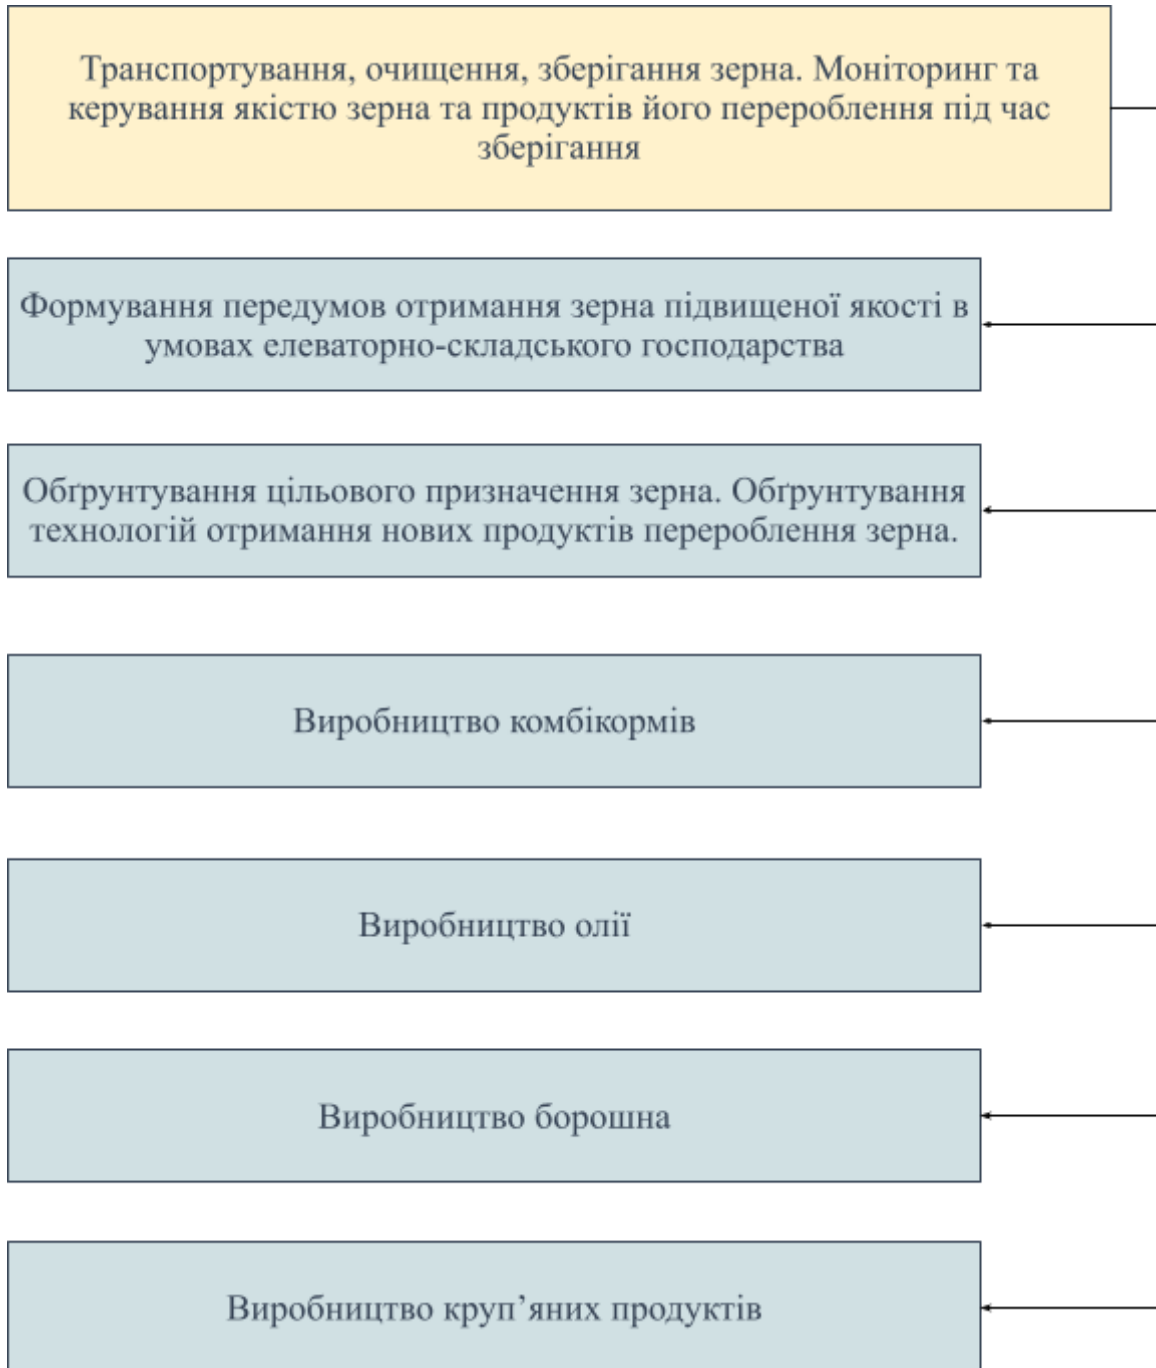 Транспортування, очищення, зберігання зерна. Моніторинг та
керування якістю зерна та продуктів його перероблення під час
зберігання
Формування передумов отримання зерна підвищеної якості в
умовах елеваторно-складського господарства
Обґрунтування цільового призначення зерна. Обґрунтування
технологій отримання нових продуктів перероблення зерна.
Виробництво комбікормів
Виробництво олії
Виробництво борошна
Виробництво круп’яних продуктів